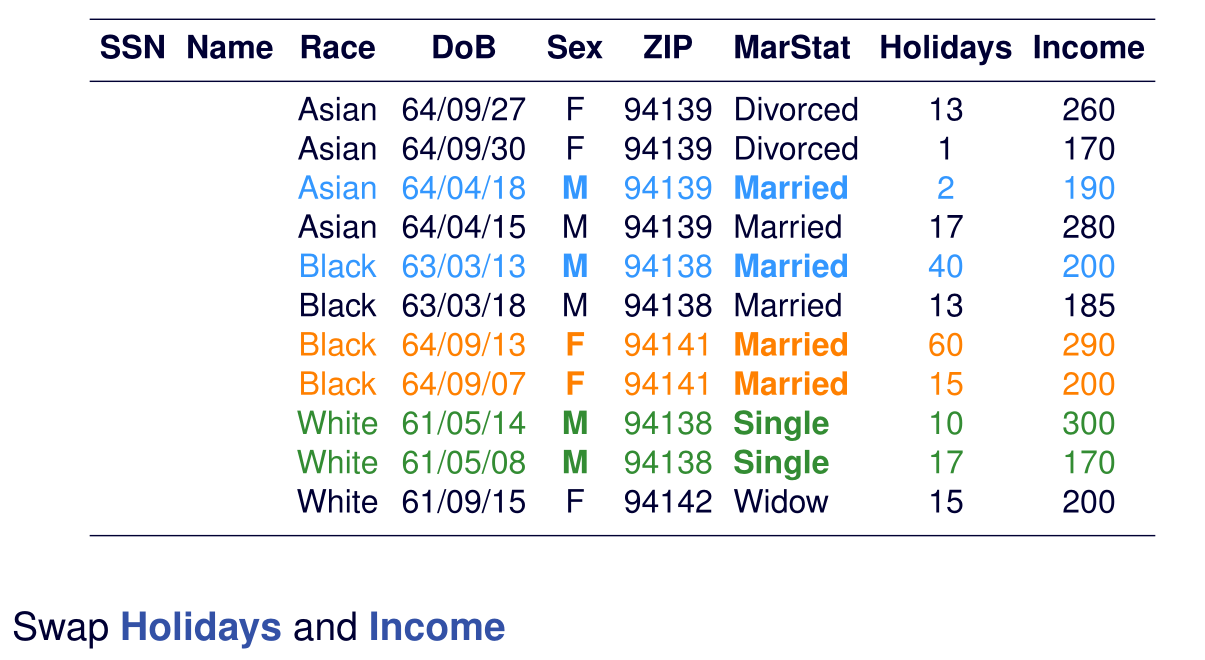 SSN Name Race DoB Sex ZIP MarStat Holidays Income
Asian 64/09/27 F 94139 Divorced 13 260
Asian 64/09/30 F 94139 Divorced 1 170
Asian 64/04/18 M 94139 Married 2 190
Asian 64/04/15 M 94139 Married 17 280
Black 63/03/13 M 94138 Married 40 200
Black 63/03/18 M 94138 Married 13 185
Black 64/09/13 F 94141 Married 60 290
Black 64/09/07 F 94141 Married 15 200
White 61/05/14 M 94138 Single 10 300
White 61/05/08 M 94138 Single 17 170
White 61/09/15 F 94142 Widow 15 200
Swap Holidays and Income